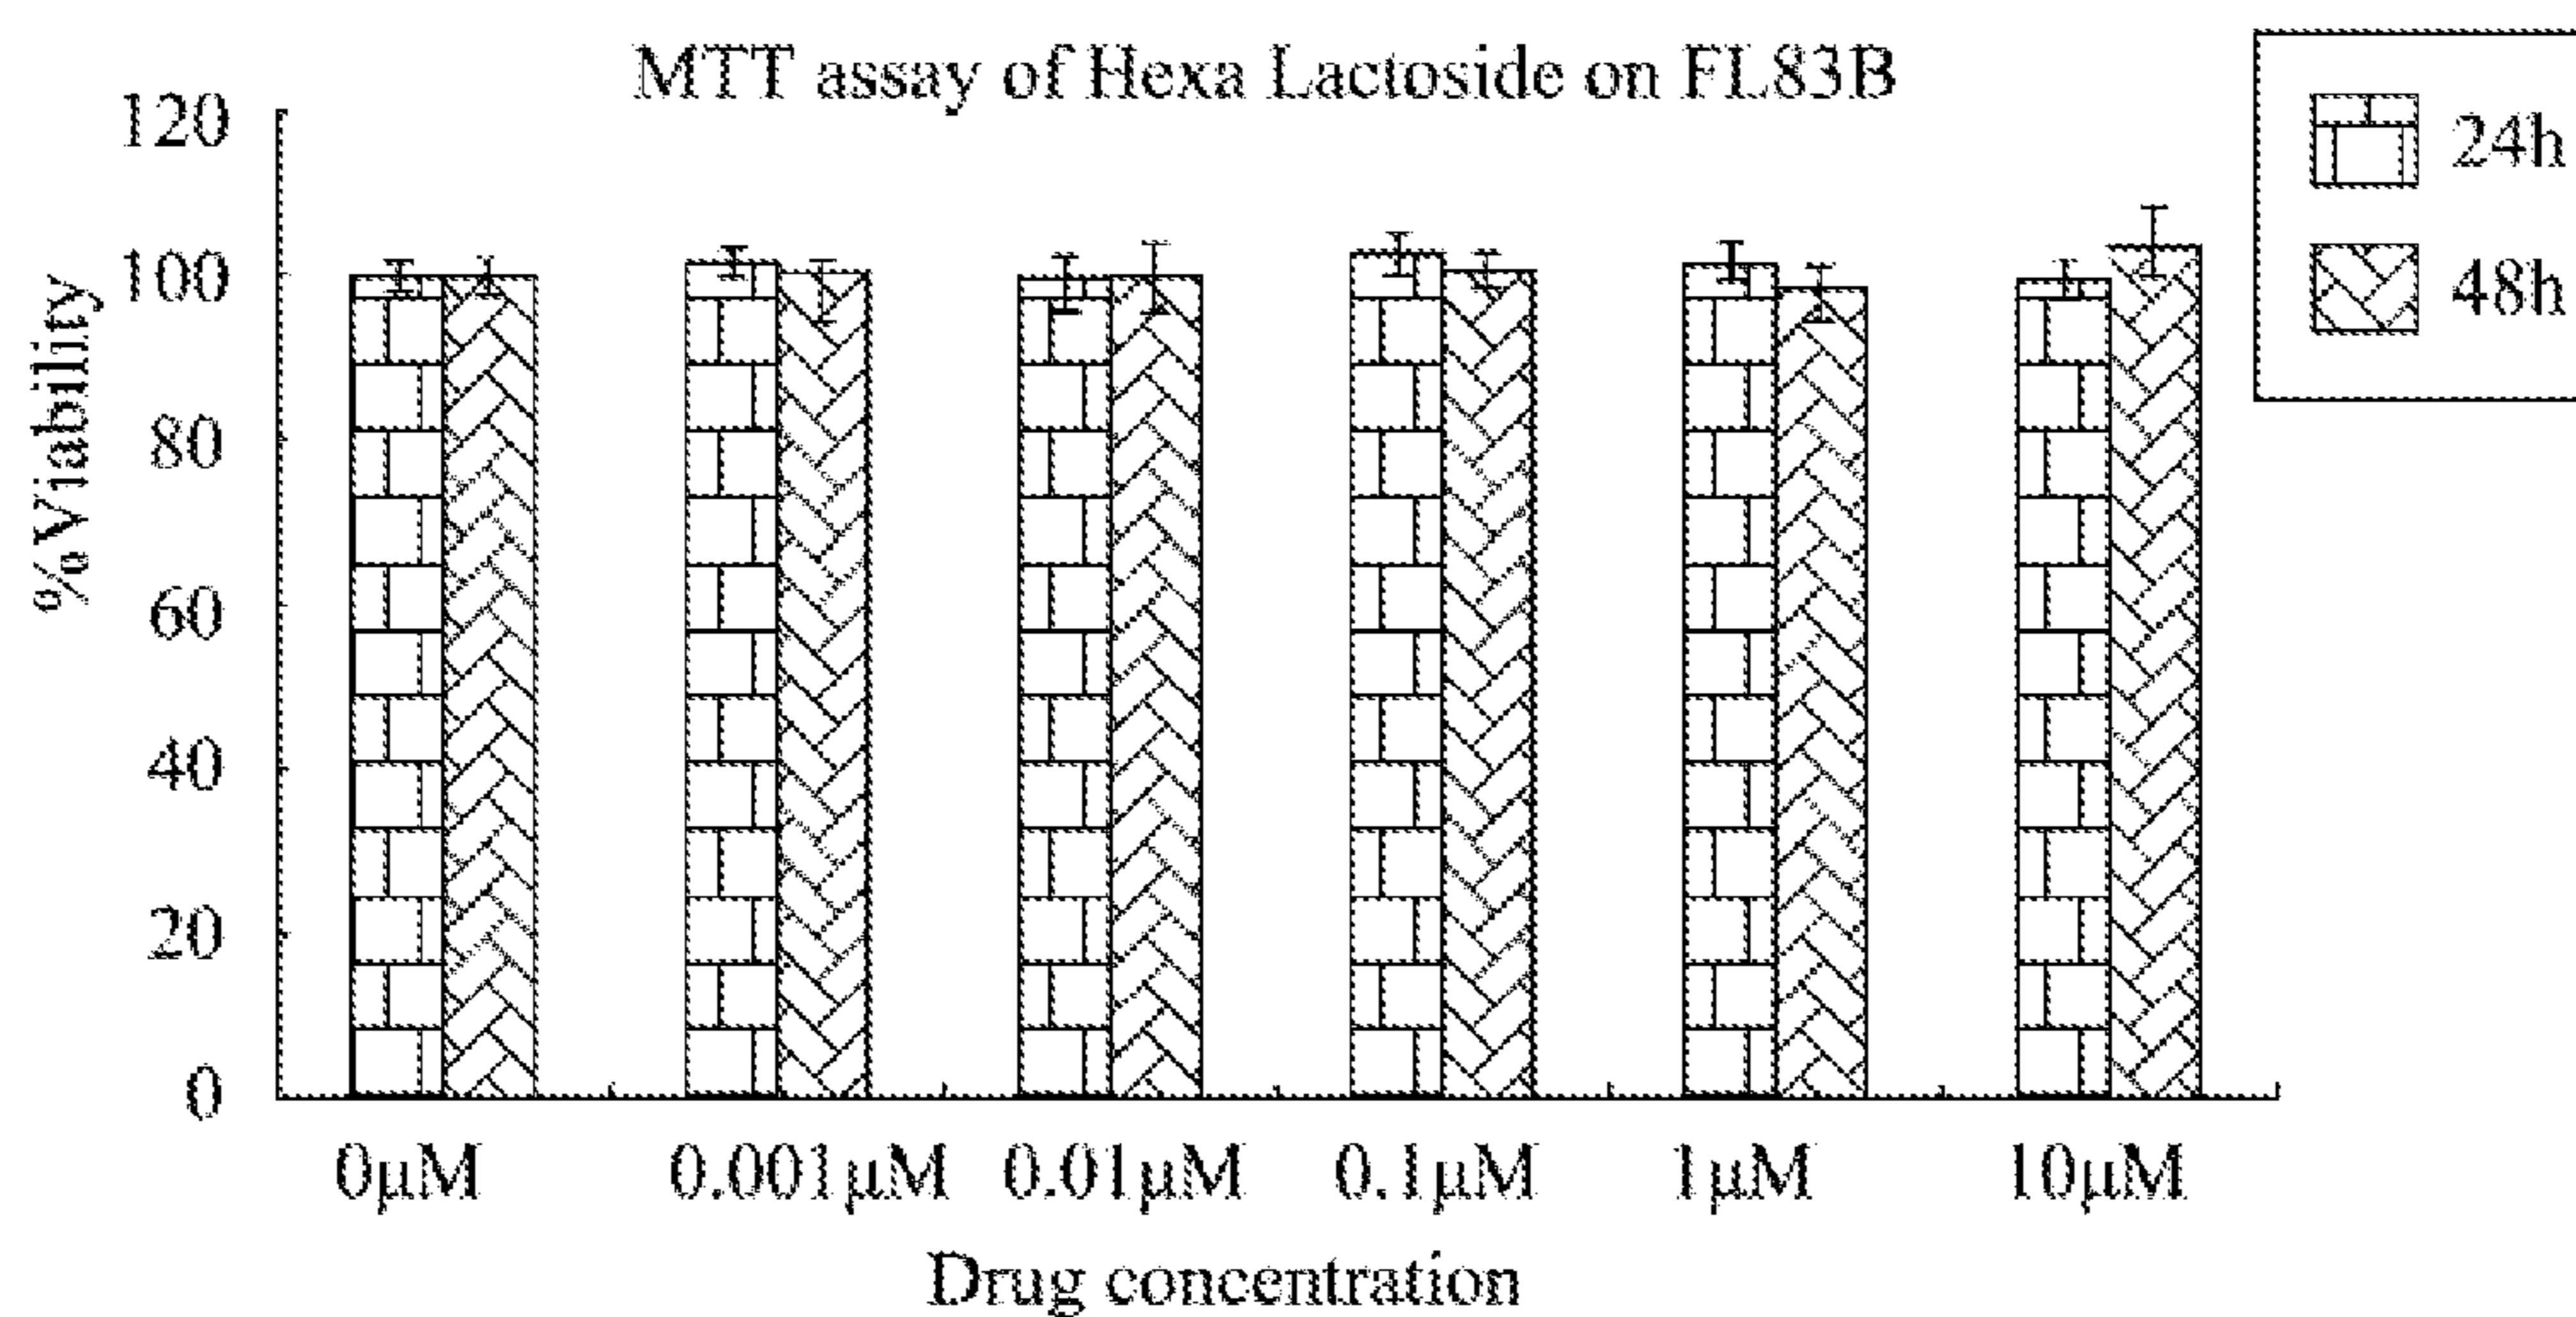 MTT assay of Hexa Lactoside on FL83B
24h
48h
%Viability
120
100
80
60
40
20
0
0μM 0.001μM 0.01μM 0.1μM 1μM 10μM
Drug concentration